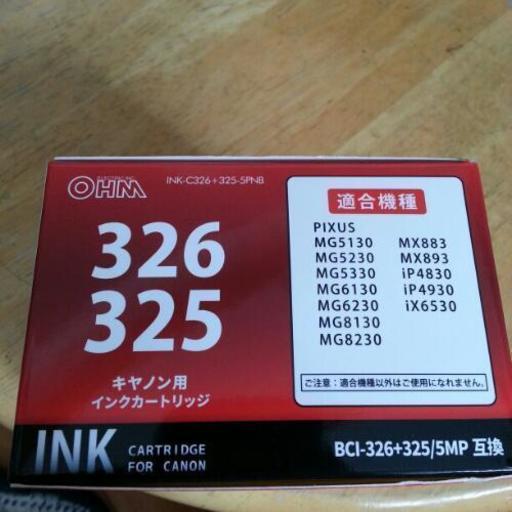 ELECTRIC INC.
OHM
INK-C326+325-5PNB
326
325
キヤノン用
インクカートリッジ
適合機種
PIXUS
MG5130 MX883
MG5230 MX893
MG5330 iP4830
MG6130 iP4930
MG6230 iX6530
MG8130
MG8230
ご注意：適合機種以外はご使用になれません。
INK CARTRIDGE
FOR CANON
BCI-326+325/5MP 互換